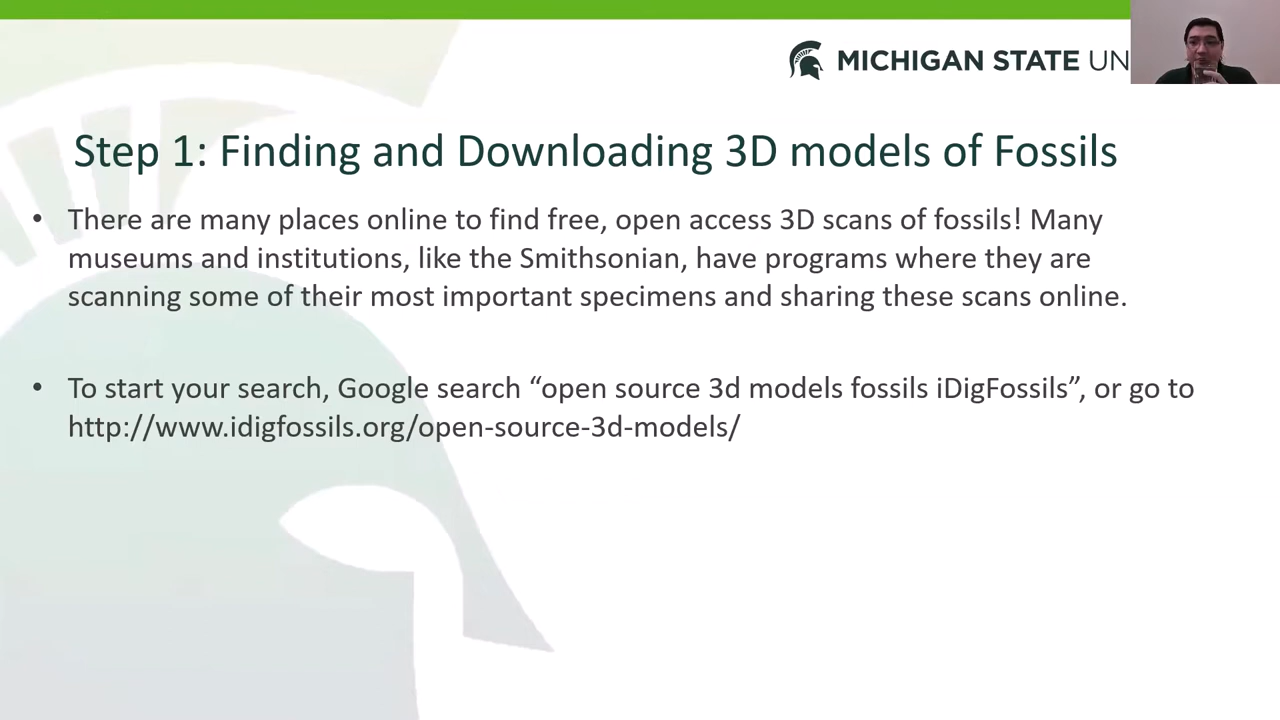 MICHIGAN STATE UN
Step 1: Finding and Downloading 3D models of Fossils
• There are many places online to find free, open access 3D scans of fossils! Many
museums and institutions, like the Smithsonian, have programs where they are
scanning some of their most important specimens and sharing these scans online.
• To start your search, Google search “open source 3d models fossils iDigFossils”, or go to
http://www.idigfossils.org/open-source-3d-models/